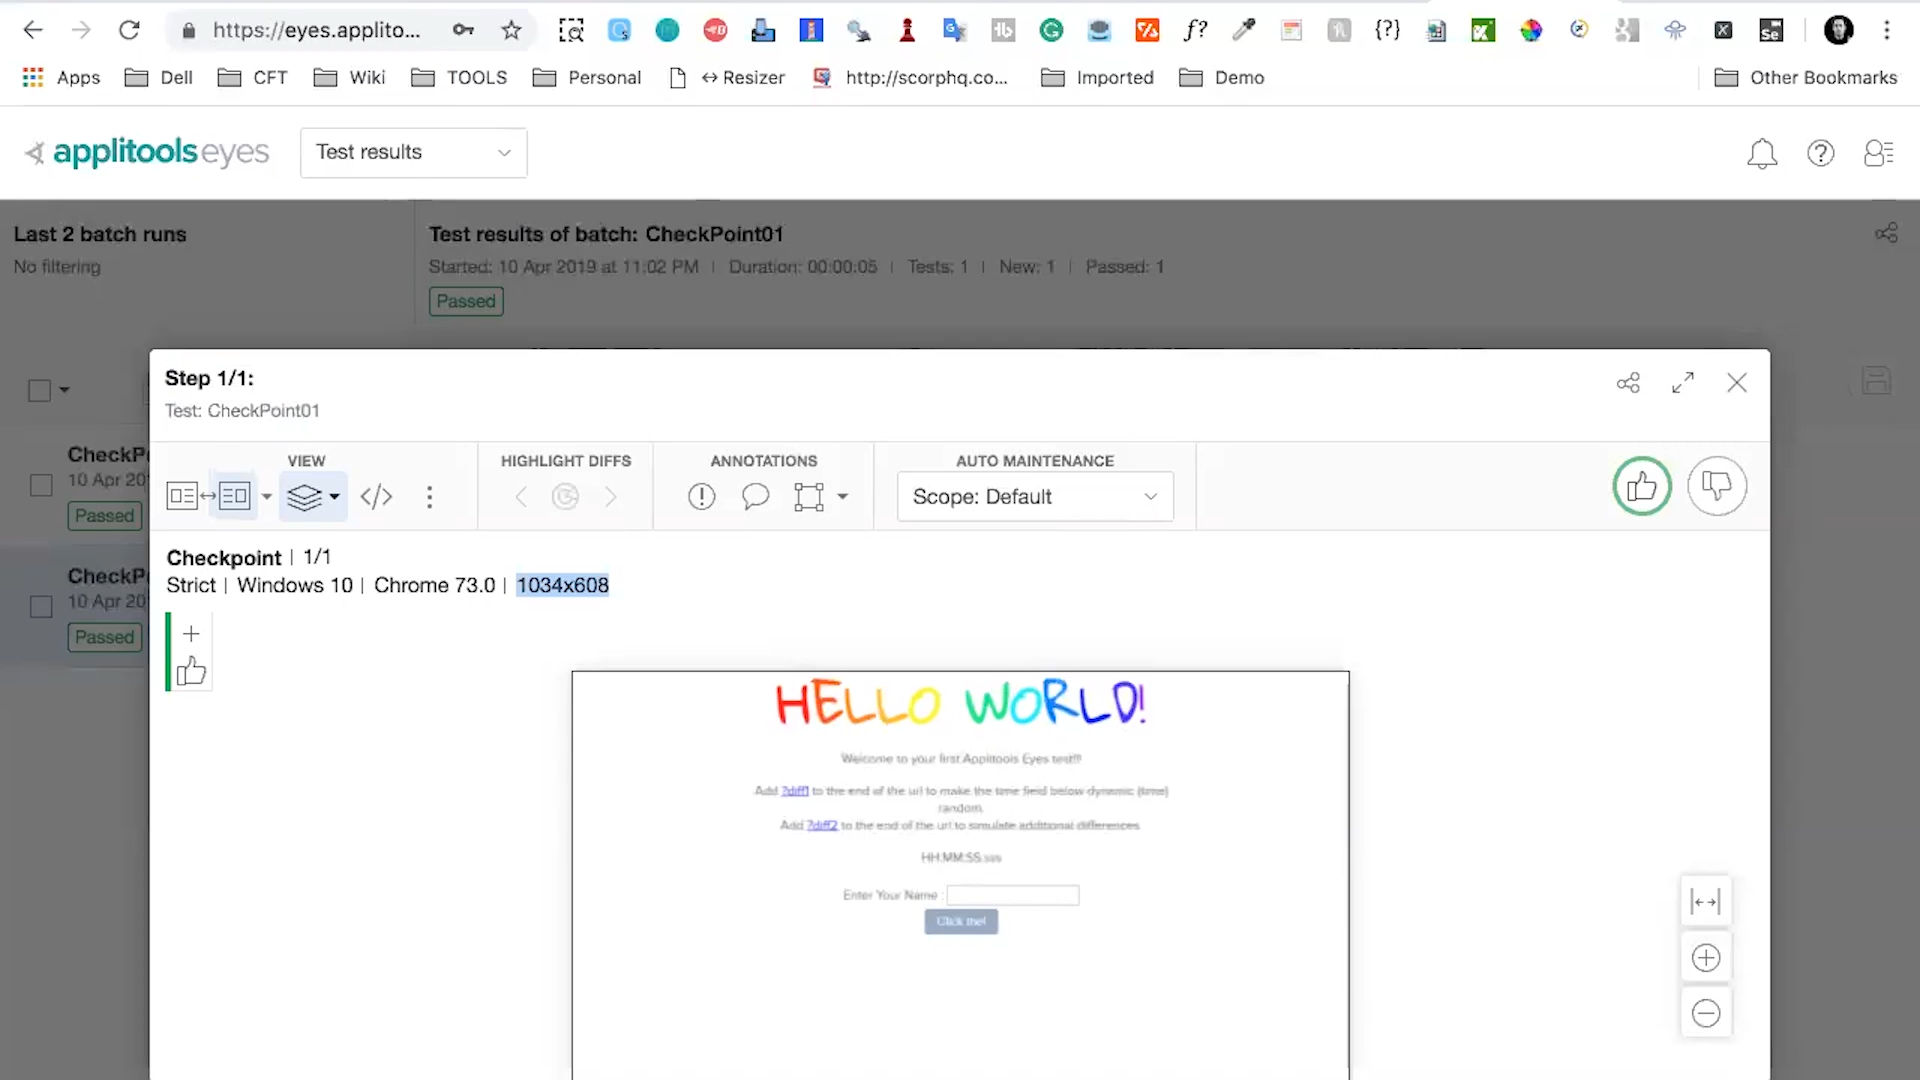 https://eyes.applito...
f?
{?}
Se
Apps
Dell
CFT
Wiki
TOOLS
Personal
↔ Resizer
http://scorphq.co...
Imported
Demo
Other Bookmarks
applitools eyes
Test results
Last 2 batch runs
No filtering
Test results of batch: CheckPoint01
Started: 10 Apr 2019 at 11:02 PM | Duration: 00:00:05 | Tests: 1 | New: 1 | Passed: 1
Passed
Step 1/1:
Test: CheckPoint01
CheckP
10 Apr 20
Passed
CheckP
10 Apr 20
Passed
VIEW
HIGHLIGHT DIFFS
ANNOTATIONS
AUTO MAINTENANCE
Scope: Default
Checkpoint | 1/1
Strict | Windows 10 | Chrome 73.0 | 1034x608
HELLO WORLD!
Welcome to your first Applitools Eyes test!!!
Add ?diff1 to the end of the url to make the time field below dynamic (time)
random.
Add ?diff2 to the end of the url to simulate additional differences
HH:MM:SS.sss
Enter Your Name :
Click me!